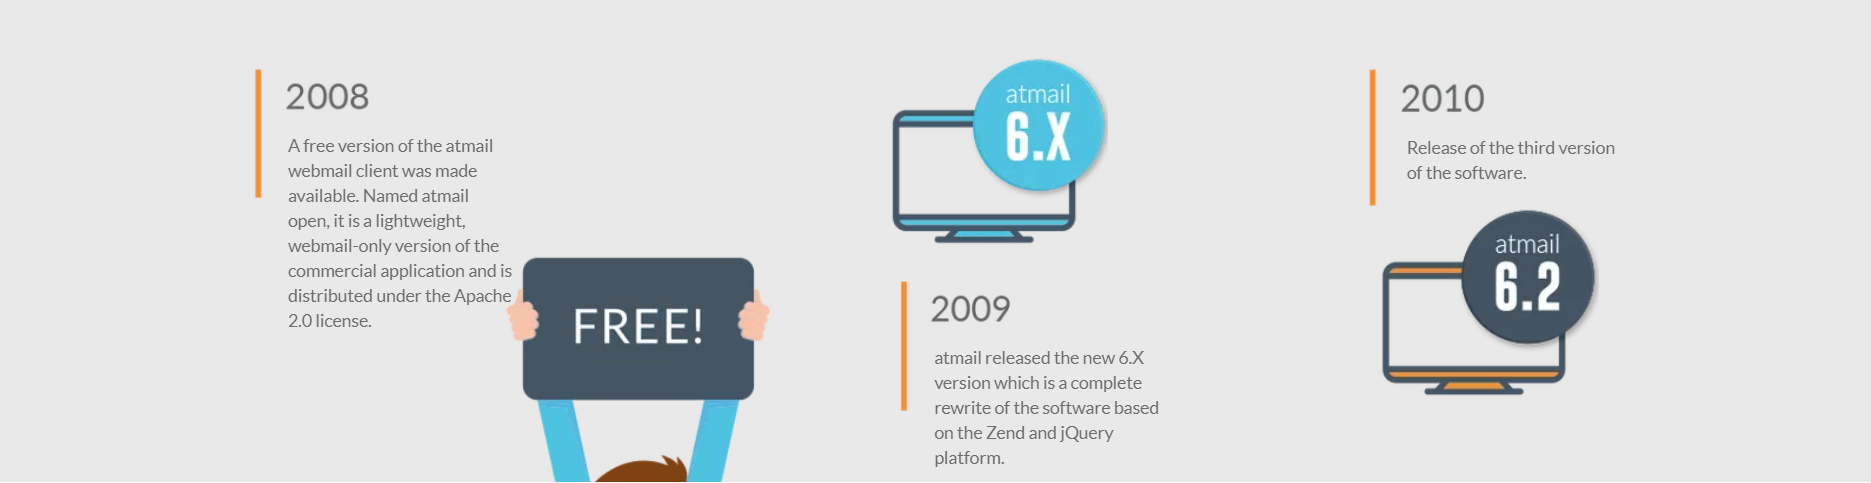 2008
A free version of the atmail
webmail client was made
available. Named atmail
open, it is a lightweight,
webmail-only version of the
commercial application and is
distributed under the Apache
2.0 license.
FREE!
atmail
6.X
2009
atmail released the new 6.X
version which is a complete
rewrite of the software based
on the Zend and jQuery
platform.
2010
Release of the third version
of the software.
atmail
6.2